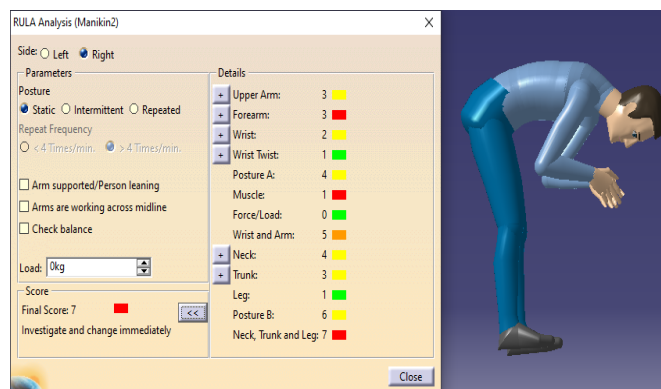 RULA Analysis (Manikin2)
X
Side: Left Right
Parameters
Posture
Static Intermittent Repeated
Repeat Frequency
< 4 Times/min. > 4 Times/min.
Arm supported/Person leaning
Arms are working across midline
Check balance
Load: 0kg
Score
Final Score: 7
<<
Investigate and change immediately
Details
+ Upper Arm: 3
+ Forearm: 3
+ Wrist: 2
+ Wrist Twist: 1
Posture A: 4
Muscle: 1
Force/Load: 0
Wrist and Arm: 5
+ Neck: 4
+ Trunk: 3
Leg: 1
Posture B: 6
Neck, Trunk and Leg: 7
Close